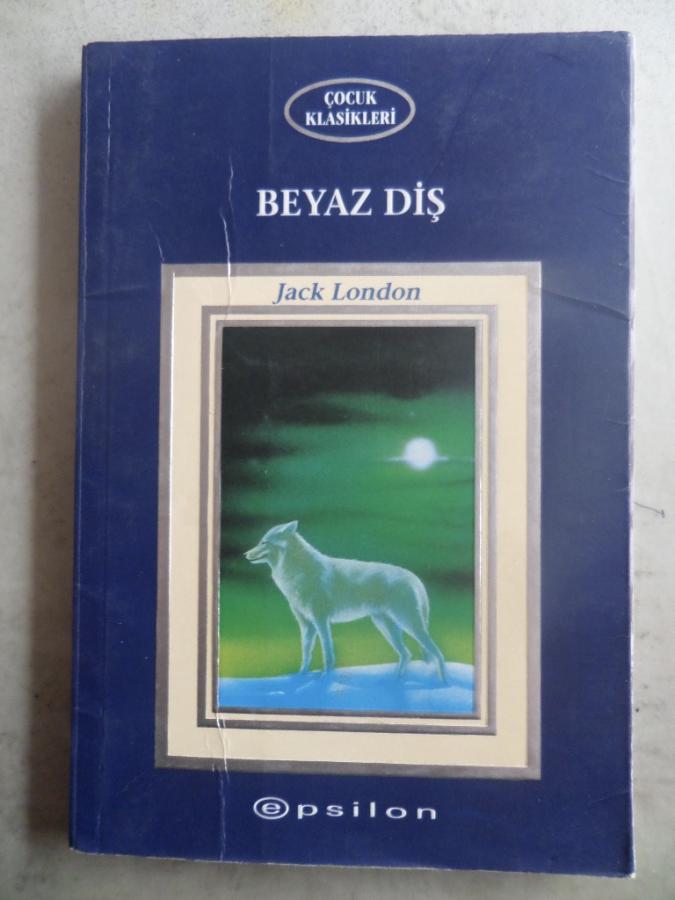 ÇOCUK
KLASİKLERİ
BEYAZ DİŞ
Jack London
epsilon